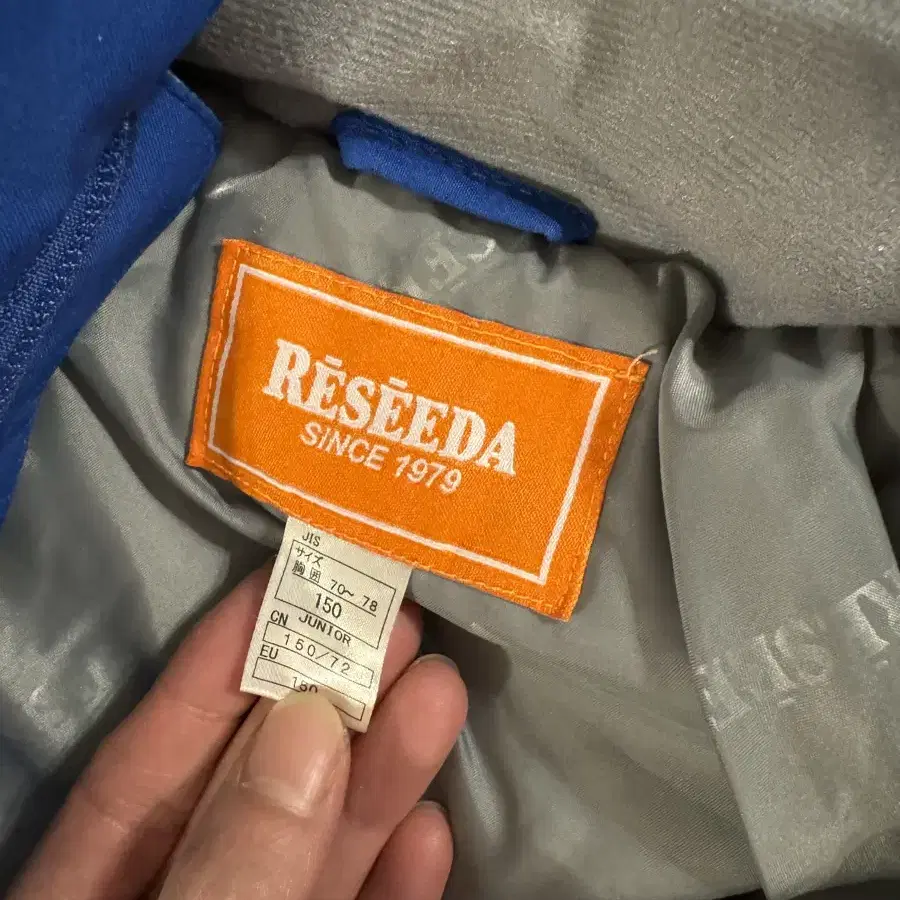 RĒSĒEDA
SINCE 1979
JIS
サイズ
胸囲 70~78
150
CN JUNIOR
150/72
EU